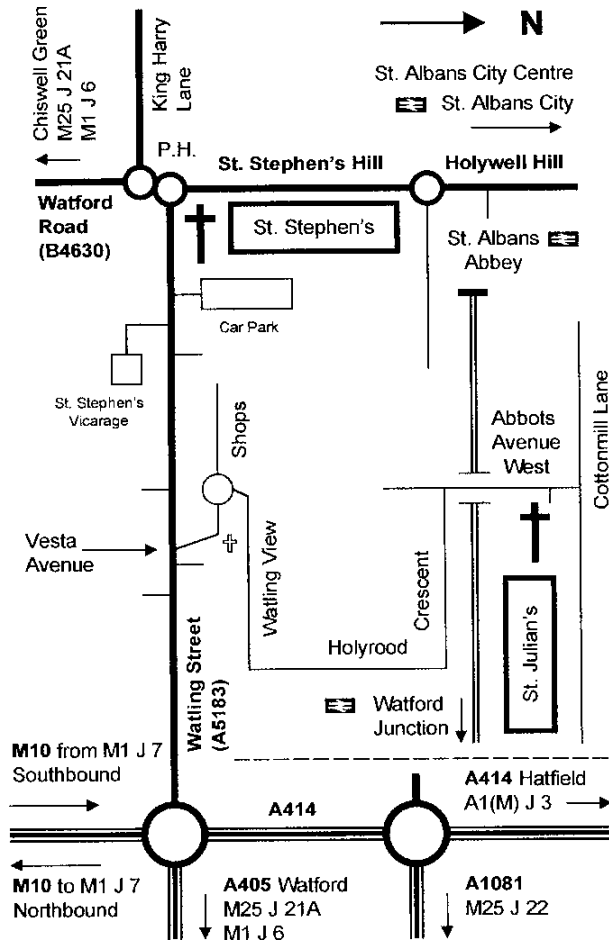 N
Chiswell Green
M25 J 21A
M1 J 6
King Harry
Lane
St. Albans City Centre
St. Albans City
P.H.
St. Stephen's Hill
Holywell Hill
Watford
Road
(B4630)
St. Stephen's
St. Albans
Abbey
Car Park
St. Stephen's
Vicarage
Shops
Abbots
Avenue
West
Cottonmill Lane
Vesta
Avenue
Watling View
Crescent
Holyrood
St. Julian's
Watling Street
(A5183)
Watford
Junction
M10 from M1 J 7
Southbound
A414
A414 Hatfield
A1(M) J 3
M10 to M1 J 7
Northbound
A405 Watford
M25 J 21A
M1 J 6
A1081
M25 J 22